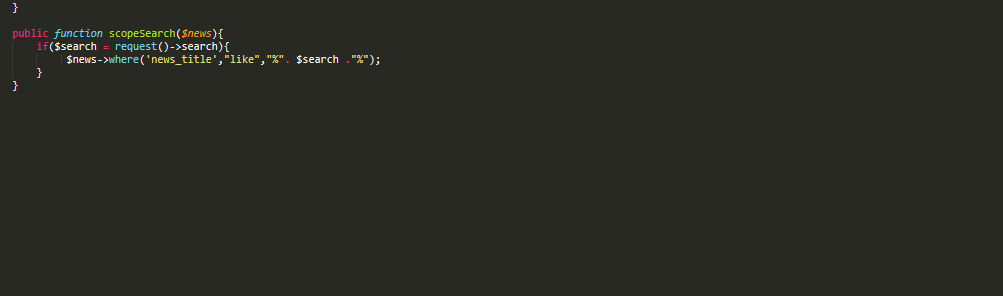 }
public function scopeSearch($news){
if($search = request()->search){
$news->where('news_title',"like","%". $search ."%");
}
}